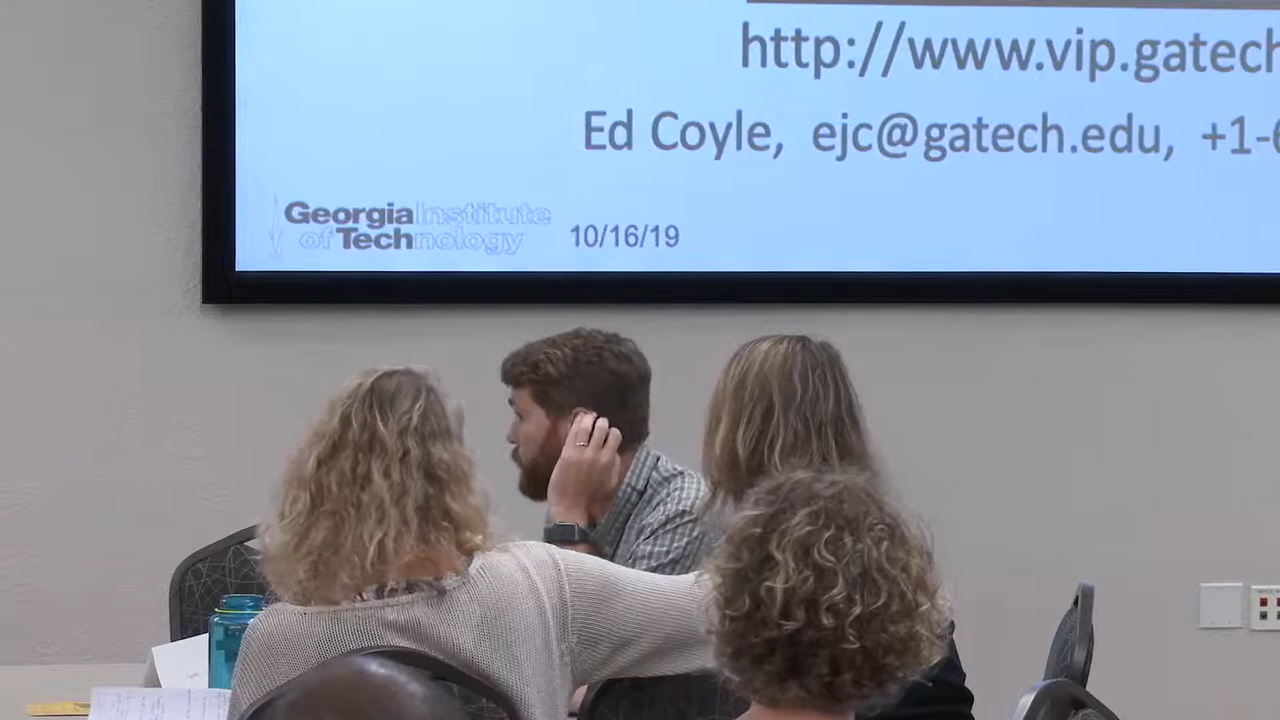 http://www.vip.gatech
Ed Coyle, ejc@gatech.edu, +1-
Georgia Institute
of Technology
10/16/19